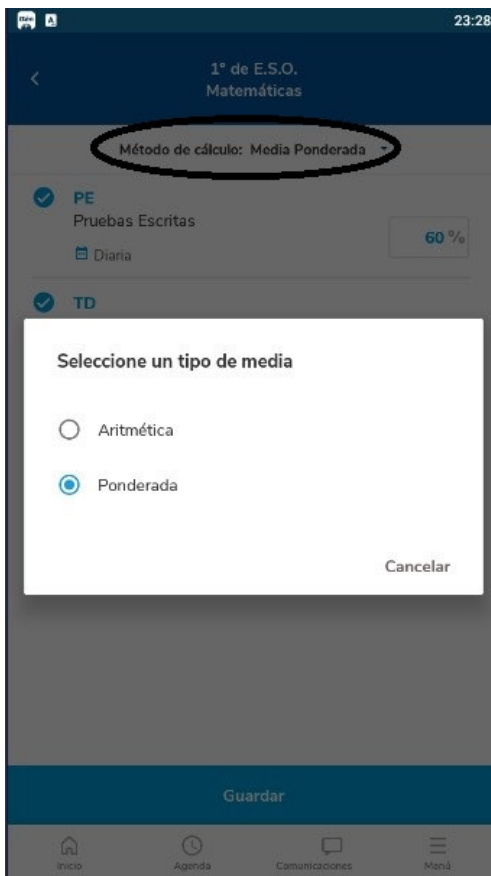 23:28
1º de E.S.O.
Matemáticas
Método de cálculo: Media Ponderada
PE
Pruebas Escritas
60 %
Diaria
TD
Seleccione un tipo de media
Aritmética
Ponderada
Cancelar
Guardar
Inicio
Agenda
Comunicaciones
Menú